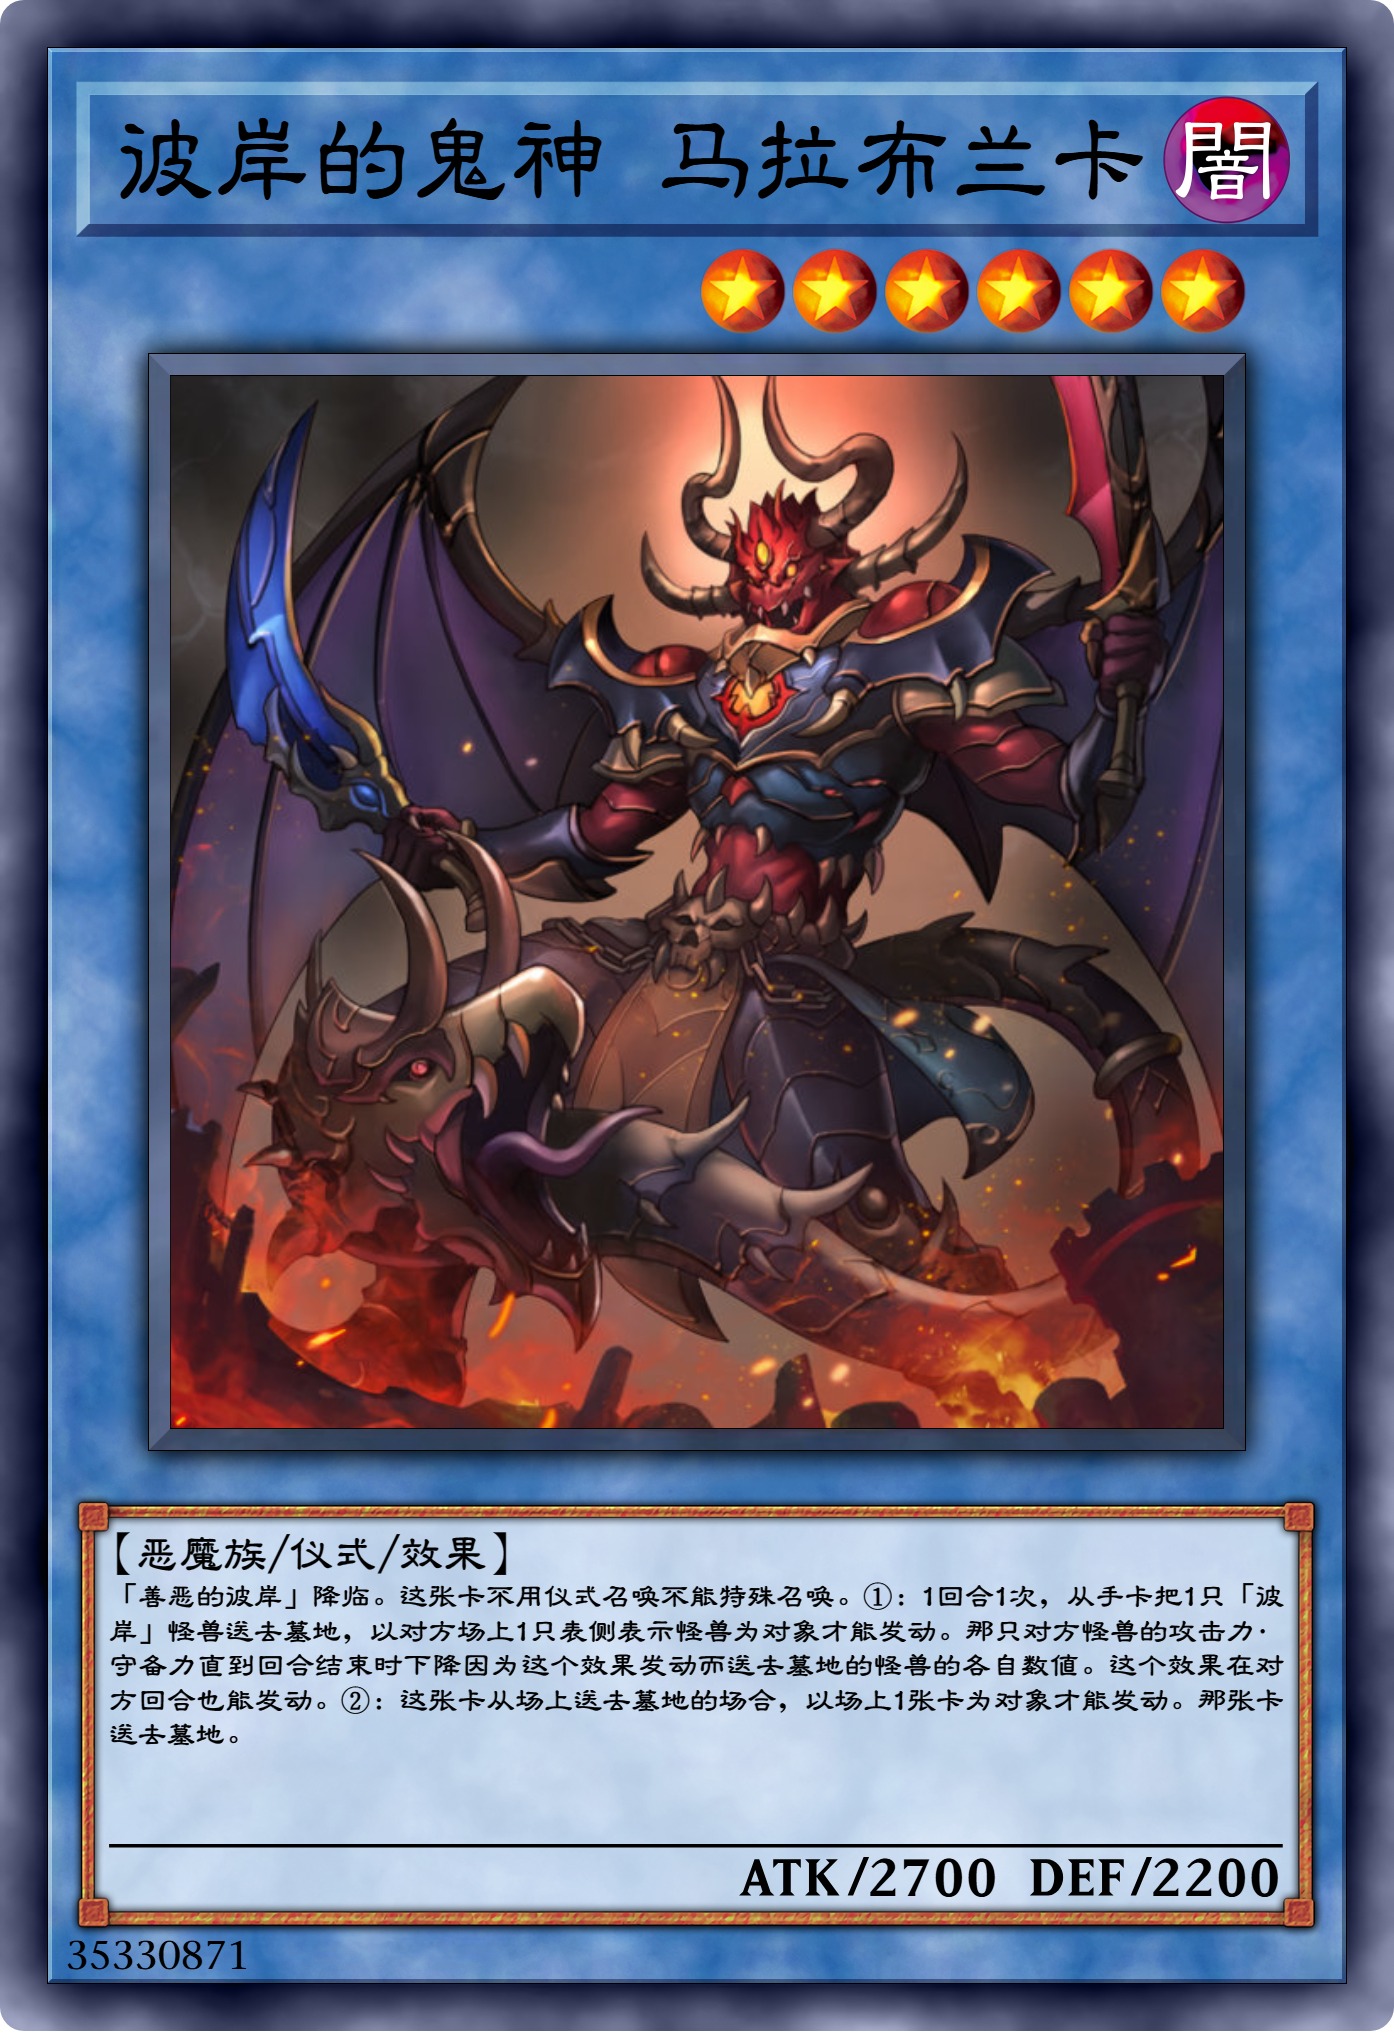 彼岸的鬼神 马拉布兰卡
闇
【恶魔族/仪式/效果】
「善恶的彼岸」降临。这张卡不用仪式召唤不能特殊召唤。①：1回合1次，从手卡把1只「彼
岸」怪兽送去墓地，以对方场上1只表侧表示怪兽为对象才能发动。那只对方怪兽的攻击力·
守备力直到回合结束时下降因为这个效果发动而送去墓地的怪兽的各自数值。这个效果在对
方回合也能发动。②：这张卡从场上送去墓地的场合，以场上1张卡为对象才能发动。那张卡
送去墓地。
ATK/2700 DEF/2200
35330871